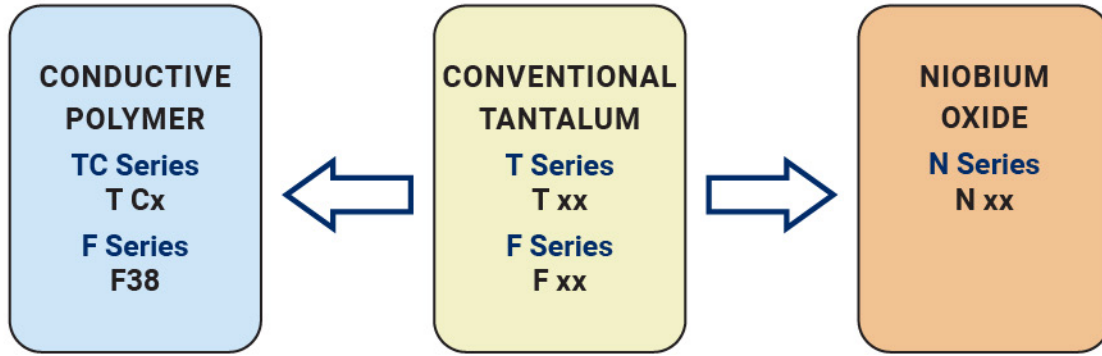 CONDUCTIVE
POLYMER
TC Series
T Cx
F Series
F38
CONVENTIONAL
TANTALUM
T Series
T xx
F Series
F xx
NIOBIUM
OXIDE
N Series
N xx